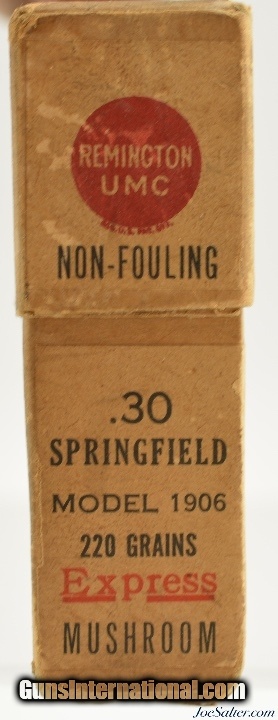 REMINGTON
UMC
NON-FOULING
.30
SPRINGFIELD
MODEL 1906
220 GRAINS
Express
MUSHROOM
GunsInternational.com
JoeSalter.com